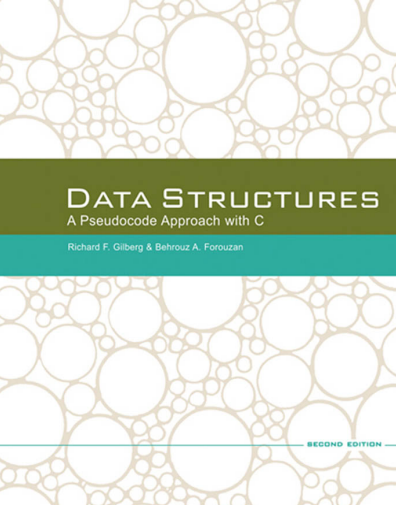 DATA STRUCTURES
A Pseudocode Approach with C
Richard F. Gilberg & Behrouz A. Forouzan
SECOND EDITION